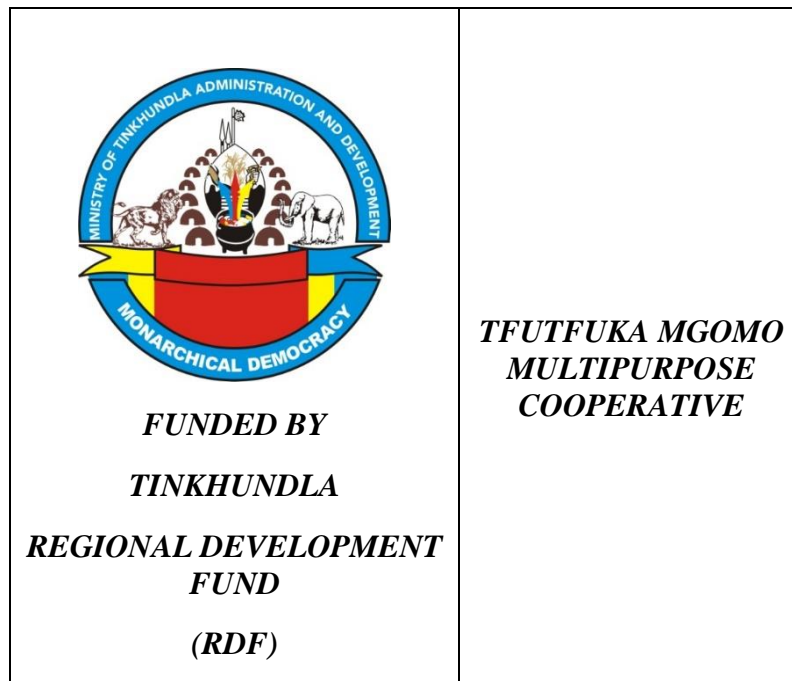 MINISTRY OF TINKHUNDLA ADMINISTRATION AND DEVELOPMENT
MONARCHICAL DEMOCRACY
FUNDED BY
TINKHUNDLA
REGIONAL DEVELOPMENT
FUND
(RDF)
TFUTFUKA MGOMO
MULTIPURPOSE
COOPERATIVE